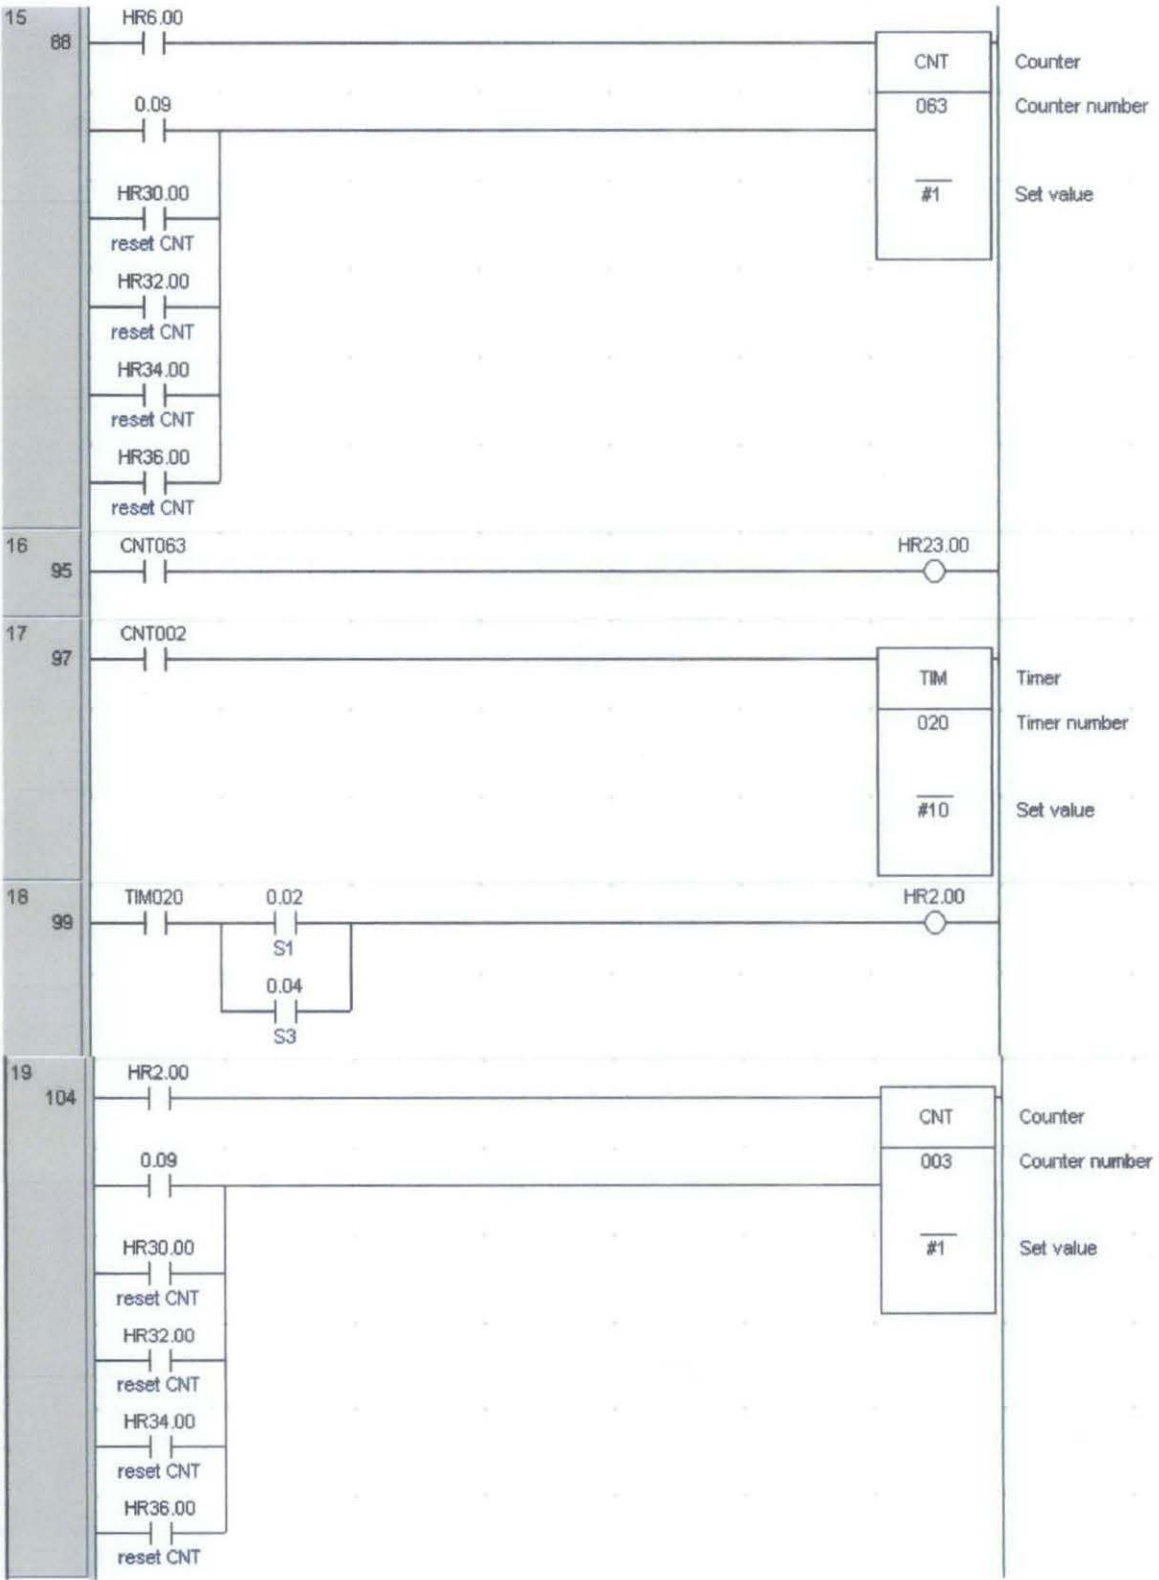 15
HR6.00
88
CNT
Counter
0.09
063
Counter number
HR30.00
#1
Set value
reset CNT
HR32.00
reset CNT
HR34.00
reset CNT
HR36.00
reset CNT
16
CNT063
HR23.00
95
17
CNT002
97
TIM
Timer
020
Timer number
#10
Set value
18
TIM020
0.02
HR2.00
99
S1
0.04
S3
19
HR2.00
104
CNT
Counter
0.09
003
Counter number
HR30.00
#1
Set value
reset CNT
HR32.00
reset CNT
HR34.00
reset CNT
HR36.00
reset CNT